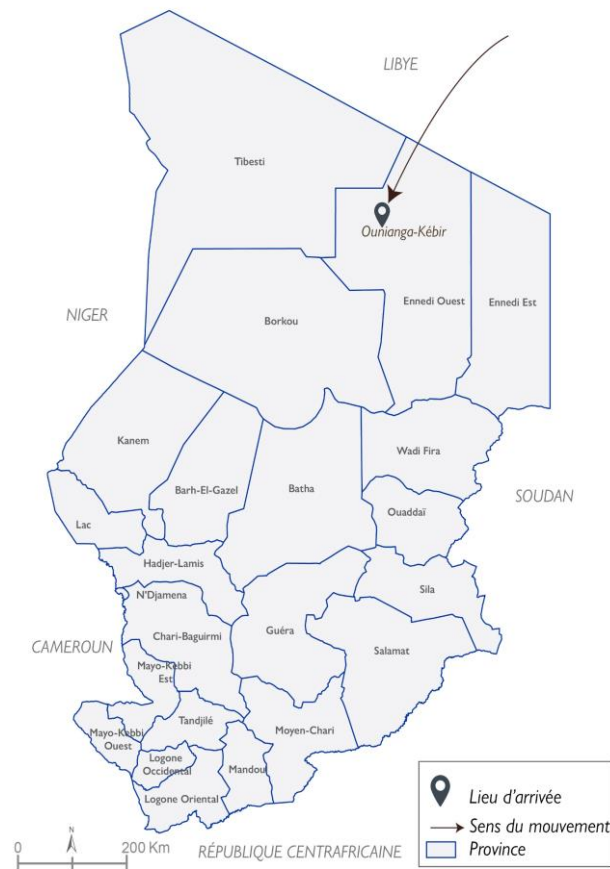 LIBYE
Tibesti
Ounianga-Kébir
Ennedi Ouest
Ennedi Est
NIGER
Borkou
Kanem
Wadi Fira
Barh-El-Gazel
Batha
SOUDAN
Ouaddaï
Lac
Hadjer-Lamis
N'Djamena
Sila
Chari-Baguirmi
Guéra
CAMEROUN
Salamat
Mayo-Kebbi
Est
Tandjilé
Moyen-Chari
Mayo-Kebbi
Ouest
Logone
Occidental
Mandou
Logone Oriental
Lieu d'arrivée
Sens du mouvement
Province
N
0 200 Km
RÉPUBLIQUE CENTRAFRICAINE